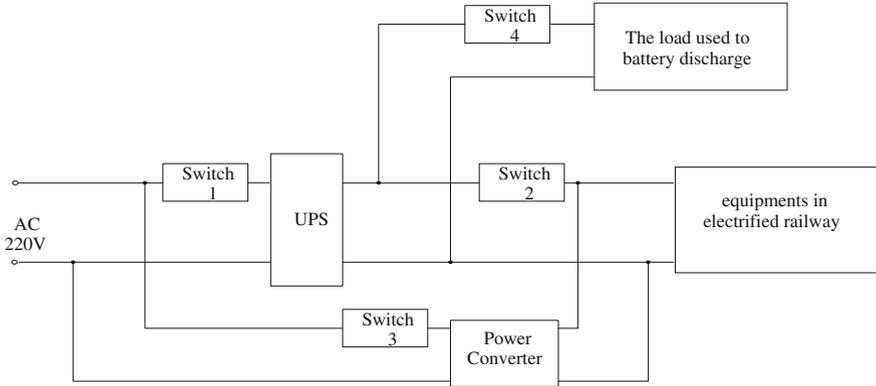 Switch
4
The load used to
battery discharge
Switch
1
UPS
Switch
2
equipments in
electrified railway
AC
220V
Switch
3
Power
Converter